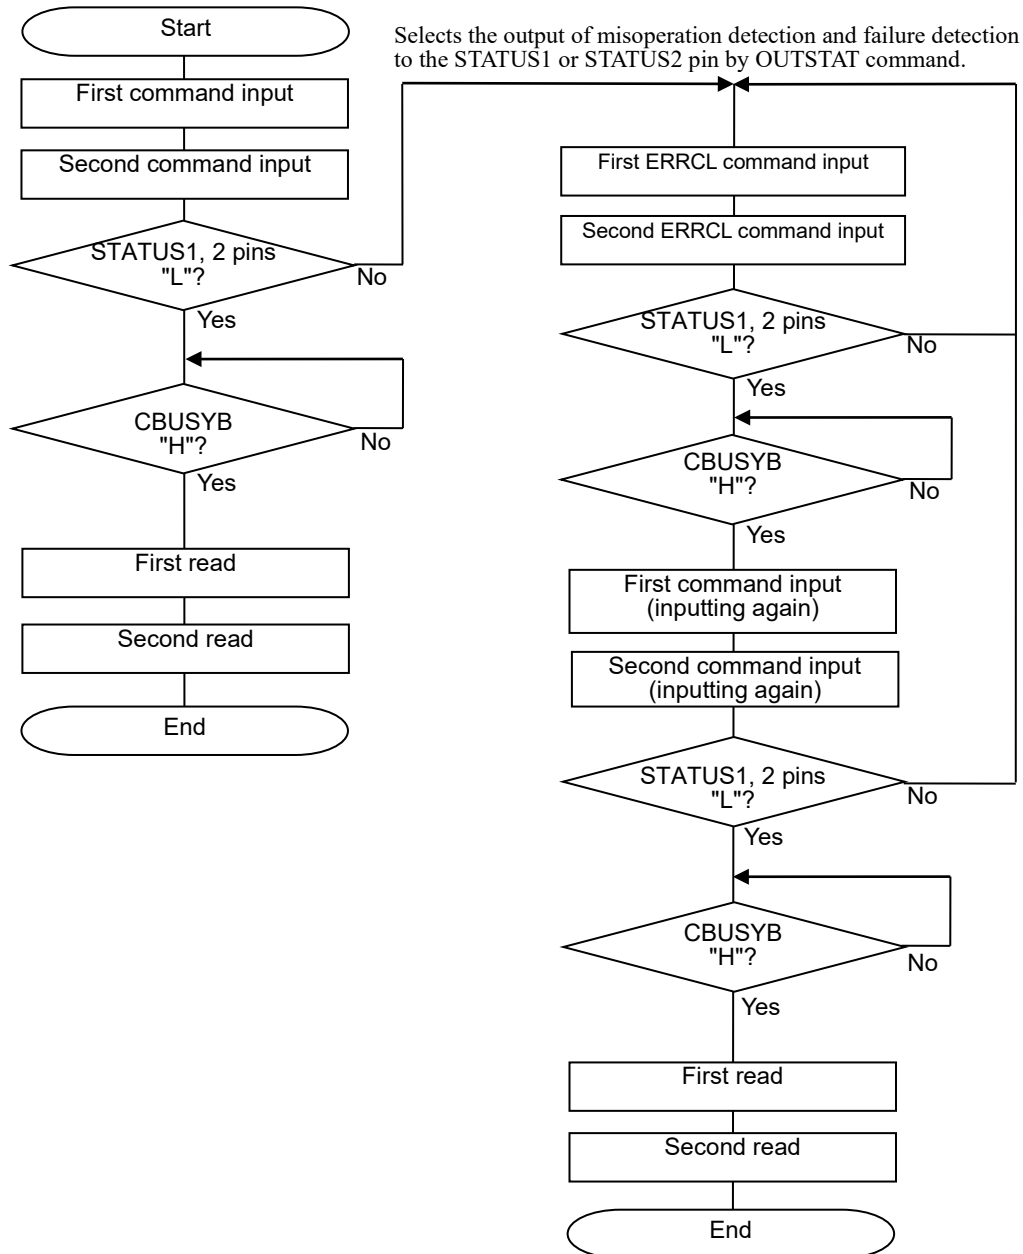 Start
First command input
Second command input
STATUS1, 2 pins
"L"?
No
Yes
CBUSYB
"H"?
No
Yes
First read
Second read
End
Selects the output of misoperation detection and failure detection
to the STATUS1 or STATUS2 pin by OUTSTAT command.
First ERRCL command input
Second ERRCL command input
STATUS1, 2 pins
"L"?
No
Yes
CBUSYB
"H"?
No
Yes
First command input
(inputting again)
Second command input
(inputting again)
STATUS1, 2 pins
"L"?
No
Yes
CBUSYB
"H"?
No
Yes
First read
Second read
End